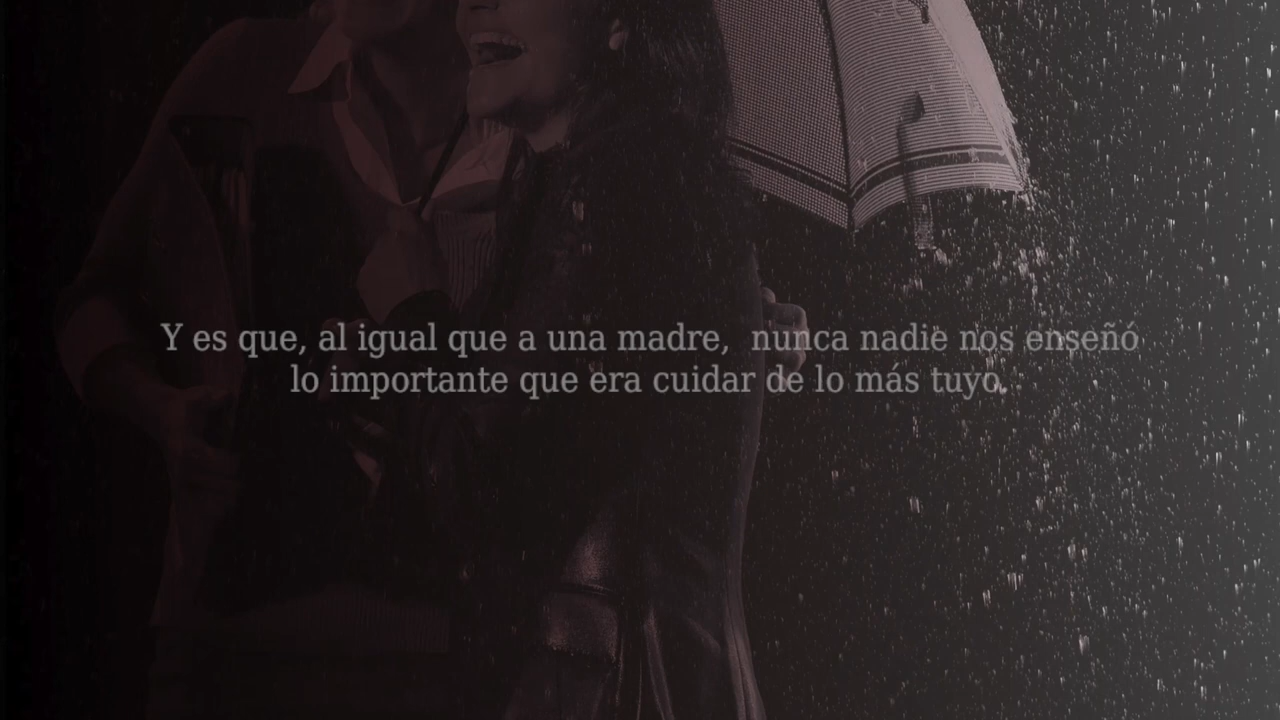 Y es que, al igual que a una madre, nunca nadie nos enseñó
lo importante que era cuidar de lo más tuyo.